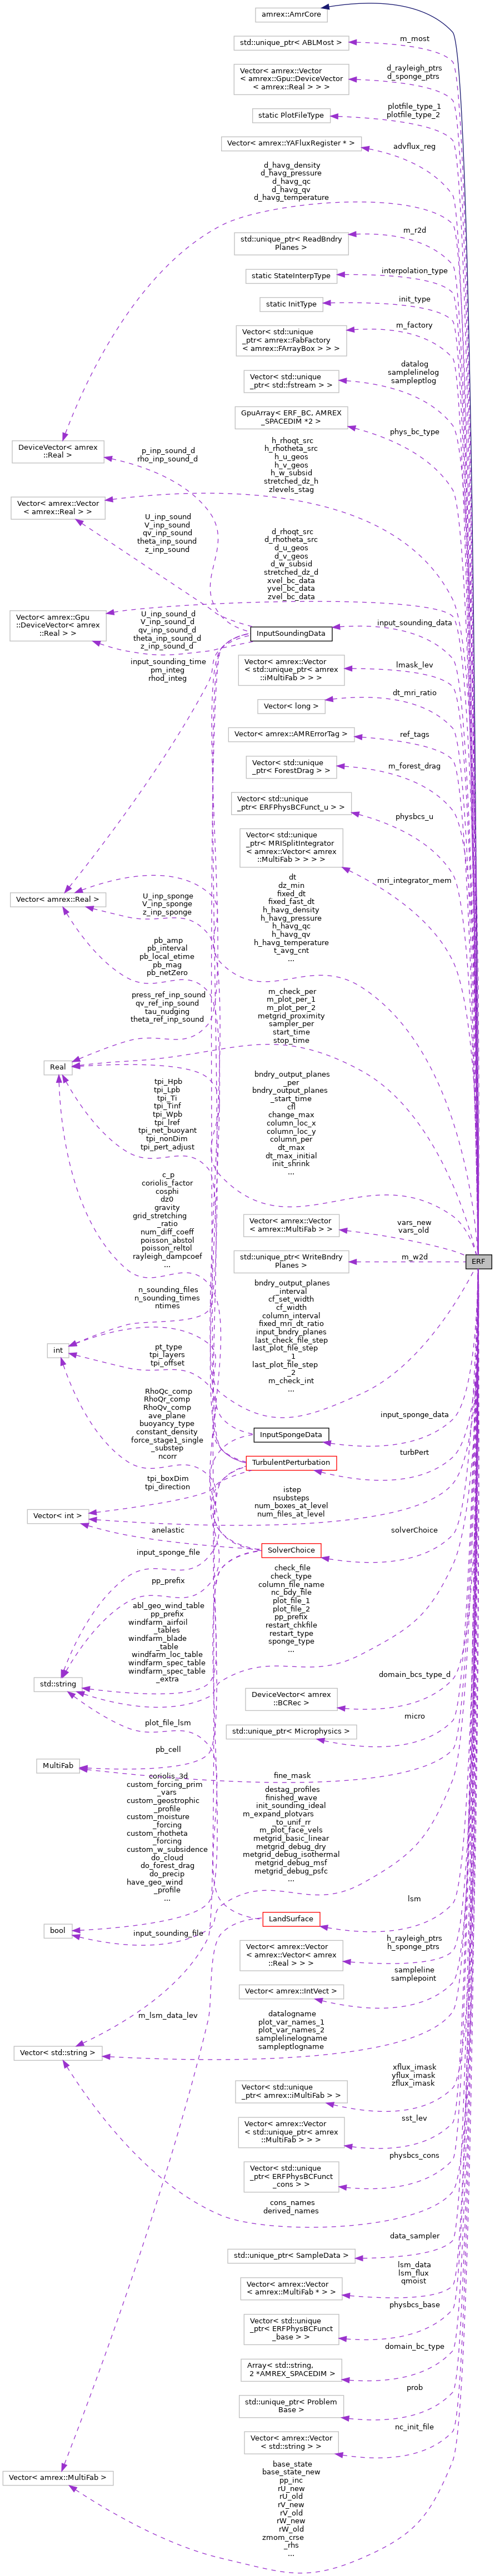 amrex::AmrCore
std::unique_ptr< ABLMost >
m_most
Vector< amrex::Vector
< amrex::Gpu::DeviceVector
< amrex::Real > > >
d_rayleigh_ptrs
d_sponge_ptrs
static PlotFileType
plotfile_type_1
plotfile_type_2
Vector< amrex::YAFluxRegister * >
advflux_reg
d_havg_density
d_havg_pressure
d_havg_qc
d_havg_qv
d_havg_temperature
std::unique_ptr< ReadBndry
Planes >
m_r2d
static StateInterpType
interpolation_type
static InitType
init_type
Vector< std::unique
_ptr< amrex::FabFactory
< amrex::FArrayBox > > >
m_factory
Vector< std::unique
_ptr< std::fstream > >
datalog
samplelinelog
sampleptlog
GpuArray< ERF_BC, AMREX
_SPACEDIM *2 >
phys_bc_type
DeviceVector< amrex
::Real >
p_inp_sound_d
rho_inp_sound_d
h_rhoqt_src
h_rhotheta_src
h_u_geos
h_v_geos
h_w_subsid
stretched_dz_h
zlevels_stag
Vector< amrex::Vector
< amrex::Real > >
U_inp_sound
V_inp_sound
qv_inp_sound
theta_inp_sound
z_inp_sound
d_rhoqt_src
d_rhotheta_src
d_u_geos
d_v_geos
d_w_subsid
stretched_dz_d
xvel_bc_data
yvel_bc_data
zvel_bc_data
Vector< amrex::Gpu
::DeviceVector< amrex
::Real > >
U_inp_sound_d
V_inp_sound_d
qv_inp_sound_d
theta_inp_sound_d
z_inp_sound_d
InputSoundingData
input_sounding_data
input_sounding_time
pm_integ
rhod_integ
Vector< amrex::Vector
< std::unique_ptr< amrex
::iMultiFab > > >
lmask_lev
Vector< long >
dt_mri_ratio
Vector< amrex::AMRErrorTag >
ref_tags
Vector< std::unique
_ptr< ForestDrag > >
m_forest_drag
Vector< std::unique
_ptr< ERFPhysBCFunct_u > >
physbcs_u
Vector< std::unique
_ptr< MRISplitIntegrator
< amrex::Vector< amrex
::MultiFab > > > >
mri_integrator_mem
Vector< amrex::Real >
U_inp_sponge
V_inp_sponge
z_inp_sponge
dt
dz_min
fixed_dt
fixed_fast_dt
h_havg_density
h_havg_pressure
h_havg_qc
h_havg_qv
h_havg_temperature
t_avg_cnt
...
pb_amp
pb_interval
pb_local_etime
pb_mag
pb_netZero
press_ref_inp_sound
qv_ref_inp_sound
tau_nudging
theta_ref_inp_sound
m_check_per
m_plot_per_1
m_plot_per_2
metgrid_proximity
sampler_per
start_time
stop_time
Real
tpi_Hpb
tpi_Lpb
tpi_Ti
tpi_Tinf
tpi_Wpb
tpi_lref
tpi_net_buoyant
tpi_nonDim
tpi_pert_adjust
bndry_output_planes
_per
bndry_output_planes
_start_time
cfl
change_max
column_loc_x
column_loc_y
column_per
dt_max
dt_max_initial
init_shrink
...
c_p
coriolis_factor
cosphi
dz0
gravity
grid_stretching
_ratio
num_diff_coeff
poisson_abstol
poisson_reltol
rayleigh_dampcoef
...
Vector< amrex::Vector
< amrex::MultiFab > >
vars_new
vars_old
std::unique_ptr< WriteBndry
Planes >
m_w2d
ERF
n_sounding_files
n_sounding_times
ntimes
bndry_output_planes
_interval
cf_set_width
cf_width
column_interval
fixed_mri_dt_ratio
input_bndry_planes
last_check_file_step
last_plot_file_step
_1
last_plot_file_step
_2
m_check_int
...
int
pt_type
tpi_layers
tpi_offset
RhoQc_comp
RhoQr_comp
RhoQv_comp
ave_plane
buoyancy_type
constant_density
force_stage1_single
_substep
ncorr
InputSpongeData
input_sponge_data
TurbulentPerturbation
turbPert
tpi_boxDim
tpi_direction
istep
nsubsteps
num_boxes_at_level
num_files_at_level
Vector< int >
anelastic
SolverChoice
solverChoice
input_sponge_file
pp_prefix
check_file
check_type
column_file_name
nc_bdy_file
plot_file_1
plot_file_2
pp_prefix
restart_chkfile
restart_type
sponge_type
...
abl_geo_wind_table
pp_prefix
windfarm_airfoil
_tables
windfarm_blade
_table
windfarm_loc_table
windfarm_spec_table
windfarm_spec_table
_extra
std::string
DeviceVector< amrex
::BCRec >
domain_bcs_type_d
plot_file_lsm
std::unique_ptr< Microphysics >
micro
pb_cell
MultiFab
fine_mask
coriolis_3d
custom_forcing_prim
_vars
custom_geostrophic
_profile
custom_moisture
_forcing
custom_rhotheta
_forcing
custom_w_subsidence
do_cloud
do_forest_drag
do_precip
have_geo_wind
_profile
...
destag_profiles
finished_wave
init_sounding_ideal
m_expand_plotvars
_to_unif_rr
m_plot_face_vels
metgrid_basic_linear
metgrid_debug_dry
metgrid_debug_isothermal
metgrid_debug_msf
metgrid_debug_psfc
...
bool
input_sounding_file
LandSurface
lsm
Vector< amrex::Vector
< amrex::Vector< amrex
::Real > > >
h_rayleigh_ptrs
h_sponge_ptrs
Vector< amrex::IntVect >
sampleline
samplepoint
m_lsm_data_lev
datalogname
plot_var_names_1
plot_var_names_2
samplelinelogname
sampleptlogname
Vector< std::string >
Vector< std::unique
_ptr< amrex::iMultiFab > >
xflux_imask
yflux_imask
zflux_imask
Vector< amrex::Vector
< std::unique_ptr< amrex
::MultiFab > > >
sst_lev
Vector< std::unique
_ptr< ERFPhysBCFunct
_cons > >
physbcs_cons
cons_names
derived_names
std::unique_ptr< SampleData >
data_sampler
Vector< amrex::Vector
< amrex::MultiFab * > >
lsm_data
lsm_flux
qmoist
Vector< std::unique
_ptr< ERFPhysBCFunct
_base > >
physbcs_base
Array< std::string,
2 *AMREX_SPACEDIM >
domain_bc_type
std::unique_ptr< Problem
Base >
prob
Vector< amrex::Vector
< std::string > >
nc_init_file
Vector< amrex::MultiFab >
base_state
base_state_new
pp_inc
rU_new
rU_old
rV_new
rV_old
rW_new
rW_old
zmom_crse
_rhs
...